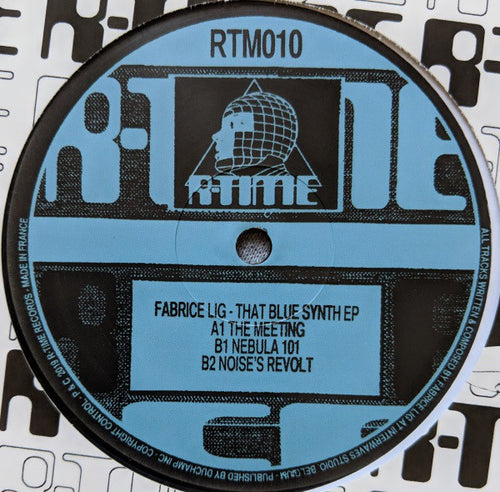 RTM010
R-TIME
R-TIME
FABRICE LIG - THAT BLUE SYNTH EP
A1 THE MEETING
B1 NEBULA 101
B2 NOISE'S REVOLT
ALL TRACKS WRITTEN & COMPOSED BY FABRICE LIG AT INTERWAVES STUDIO, BELGIUM - PUBLISHED BY DUCHAMP INC - COPYRIGHT CONTROL - P & C 2019 R-TIME RECORDS - MADE IN FRANCE